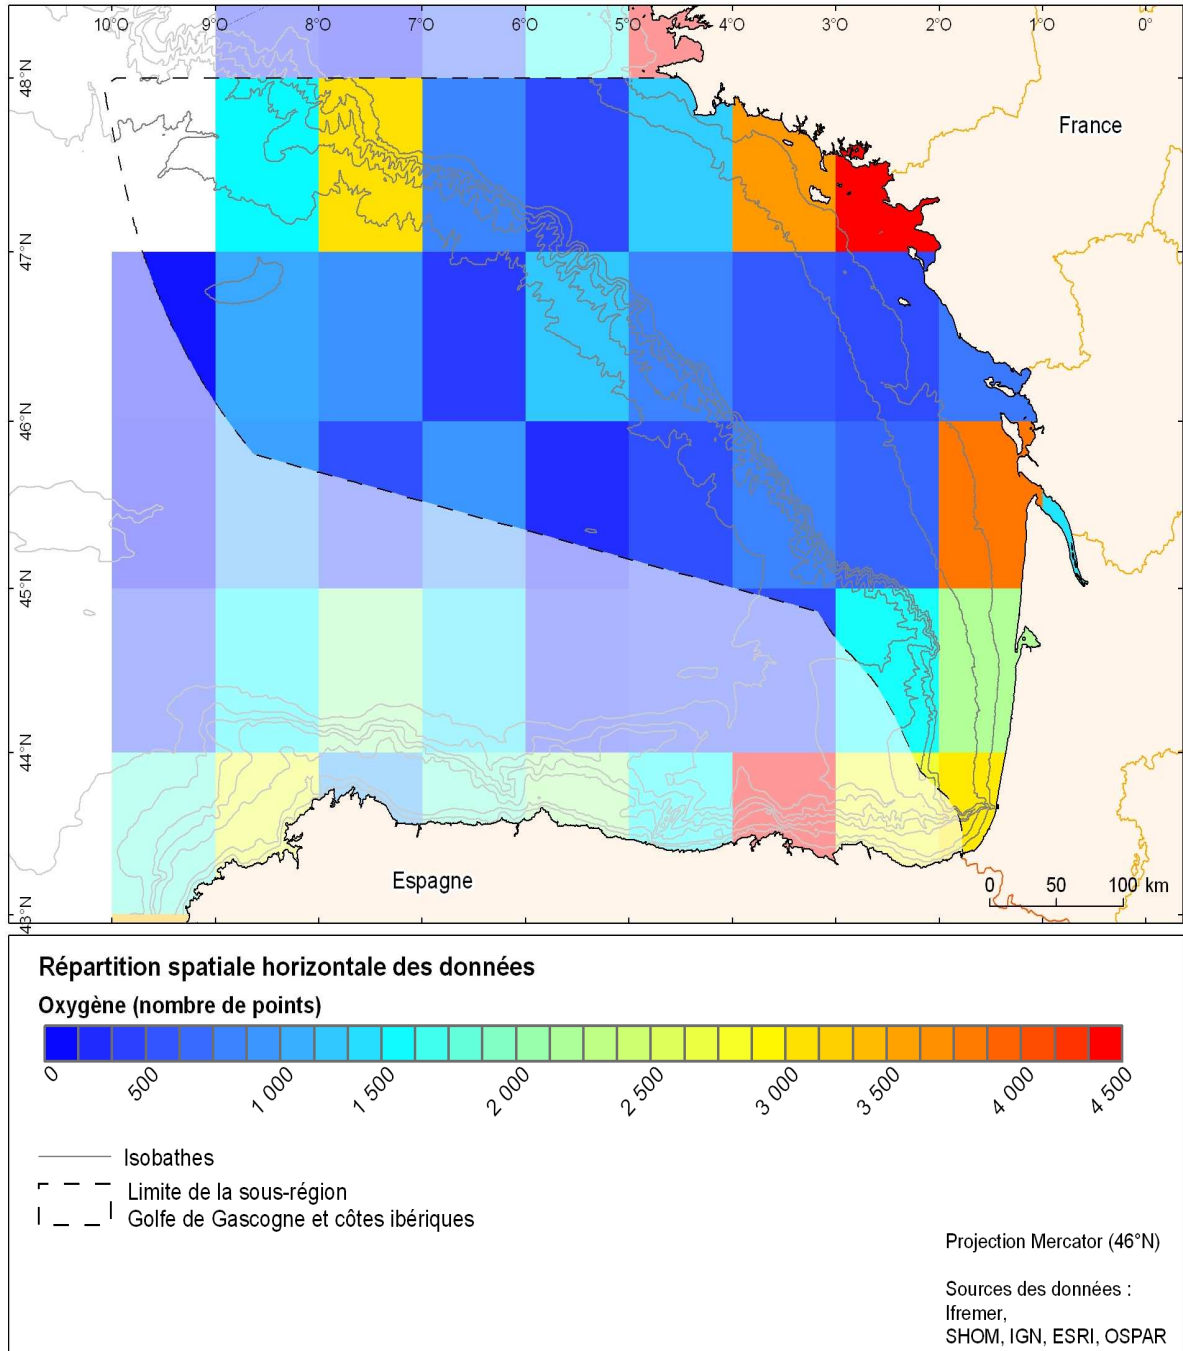 10°O 9°O 8°O 7°O 6°O 5°O 4°O 3°O 2°O 1°O 0°
48°N
France
47°N
46°N
45°N
44°N
43°N
Espagne
0 50 100 km
Répartition spatiale horizontale des données
Oxygène (nombre de points)
0 500 1 000 1 500 2 000 2 500 3 000 3 500 4 000 4 500
Isobathes
Limite de la sous-région
Golfe de Gascogne et côtes ibériques
Projection Mercator (46°N)
Sources des données :
Ifremer,
SHOM, IGN, ESRI, OSPAR